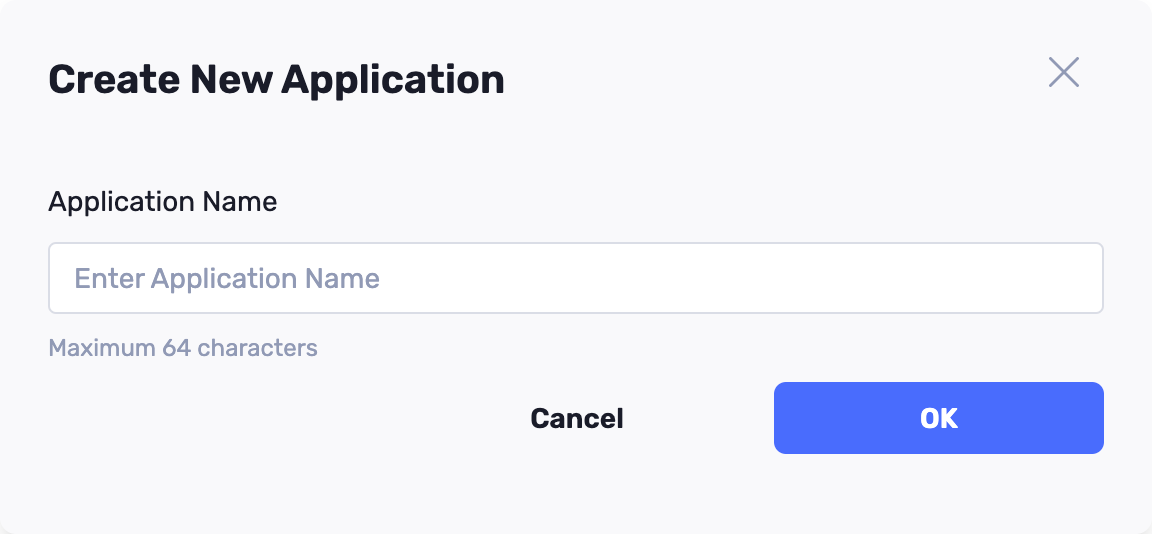 Create New Application
Application Name
Enter Application Name
Maximum 64 characters
Cancel
OK